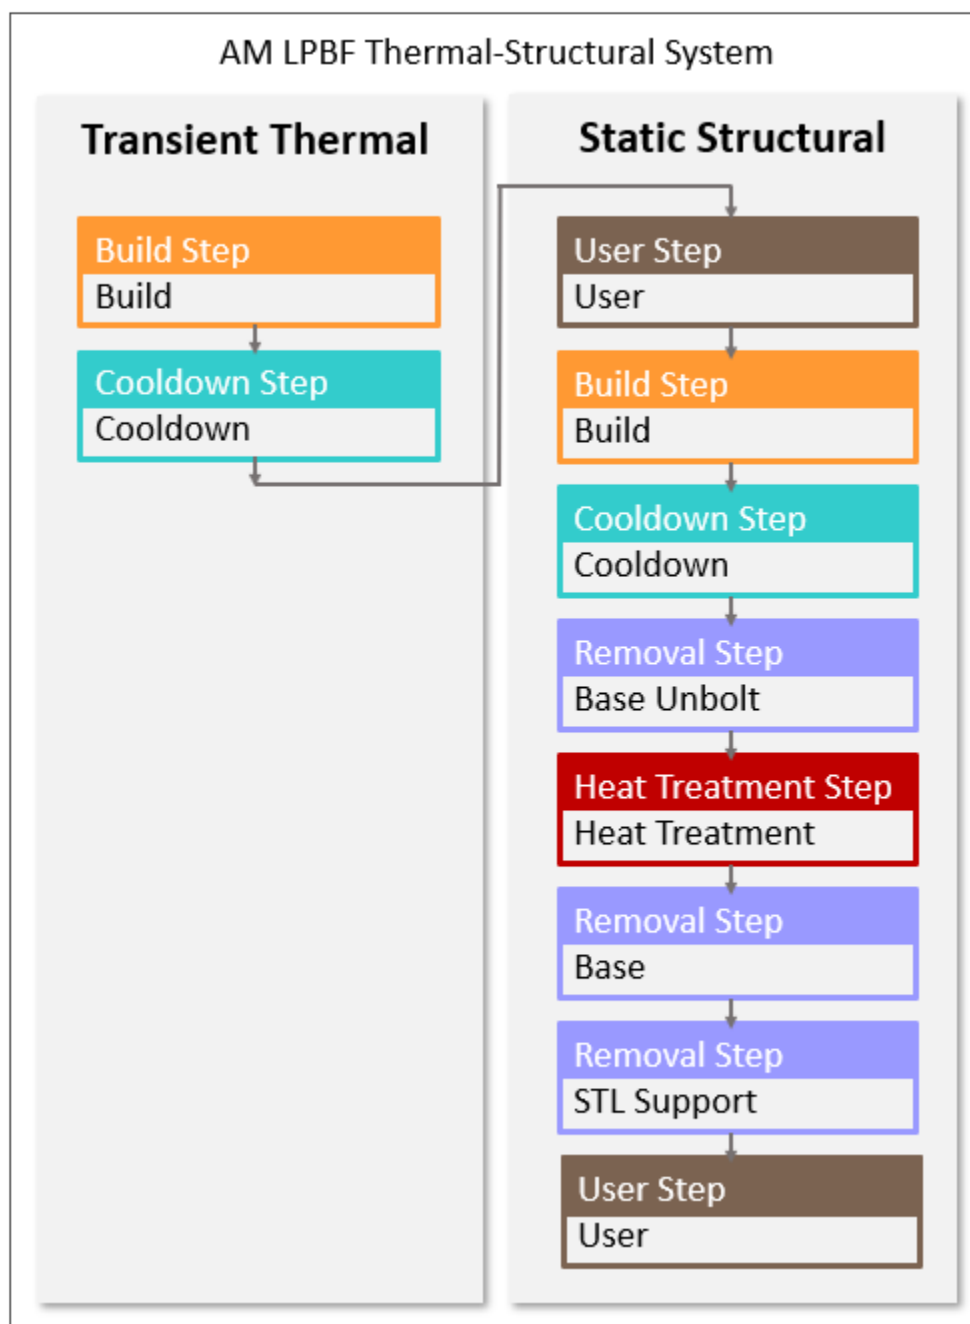 AM LPBF Thermal-Structural System
Transient Thermal
Build Step
Build
Cooldown Step
Cooldown
Static Structural
User Step
User
Build Step
Build
Cooldown Step
Cooldown
Removal Step
Base Unbolt
Heat Treatment Step
Heat Treatment
Removal Step
Base
Removal Step
STL Support
User Step
User